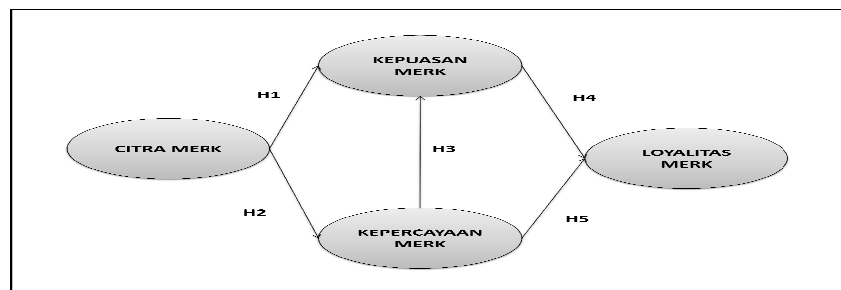 KEPUASAN
MERK
H1
H4
CITRA MERK
H3
LOYALITAS
MERK
H2
H5
KEPERCAYAAN
MERK